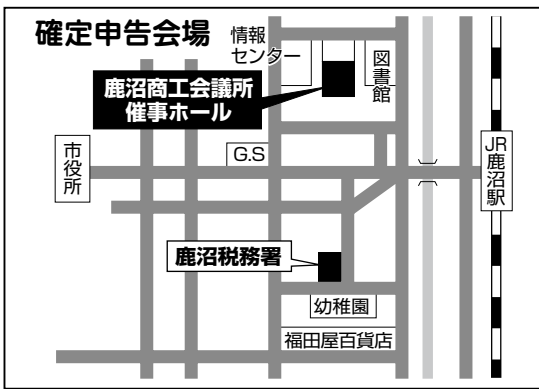 確定申告会場
情報
センター
図書館
鹿沼商工会議所
催事ホール
市役所
G.S
JR鹿沼駅
鹿沼税務署
幼稚園
福田屋百貨店